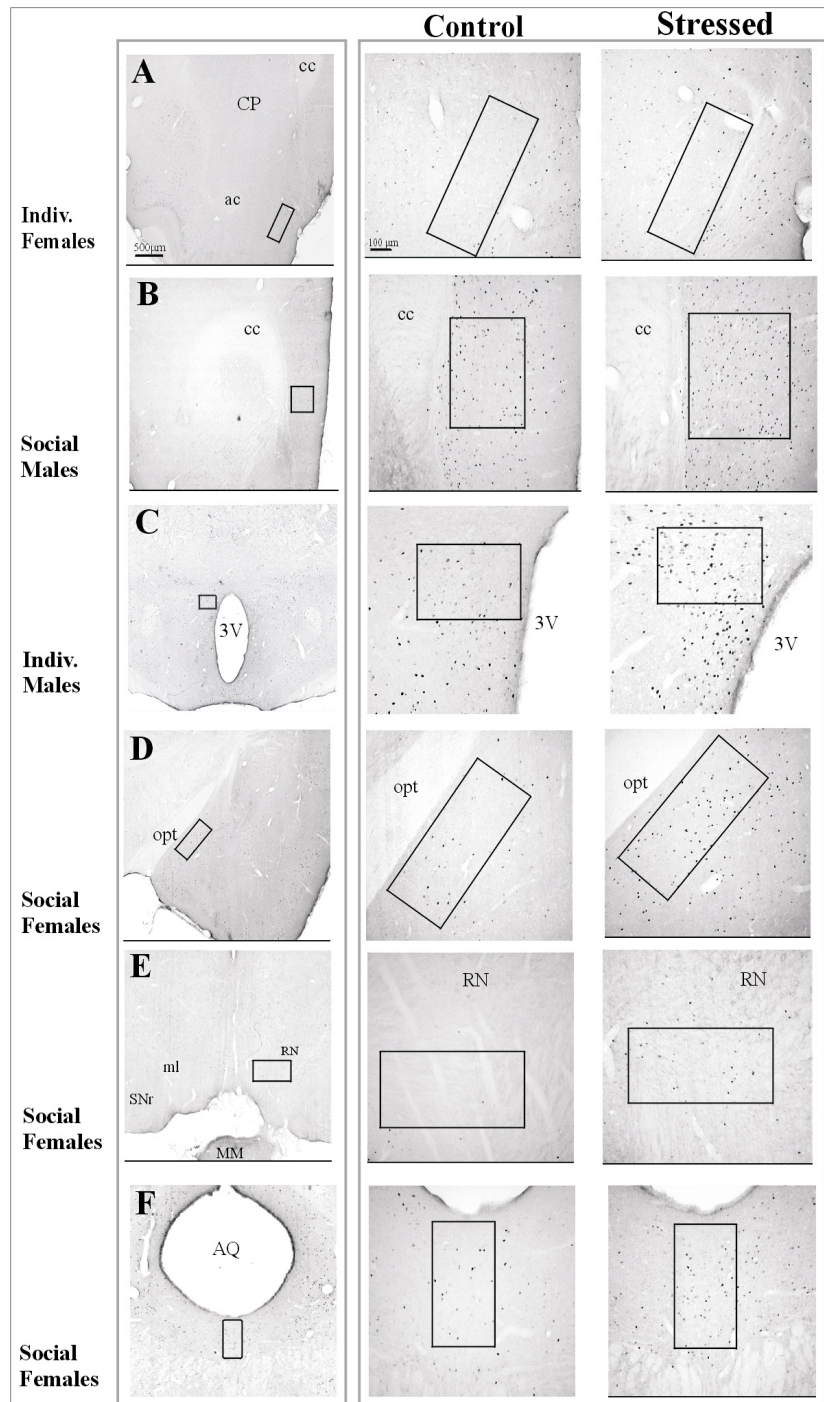 Control
Stressed
A
cc
CP
ac
500µm
100 µm
Indiv.
Females
B
cc
cc
cc
Social
Males
C
3V
3V
3V
Indiv.
Males
D
opt
opt
opt
Social
Females
E
RN
ml
SNr
MM
RN
RN
Social
Females
F
AQ
Social
Females